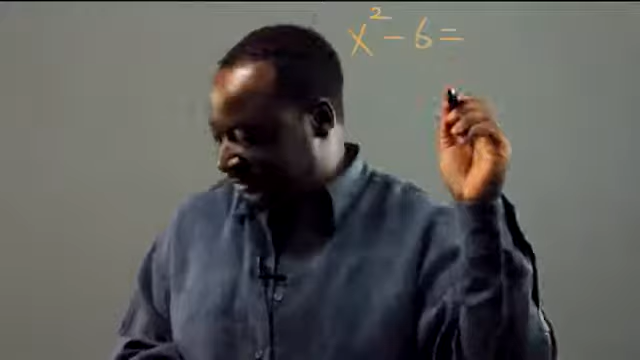 x² - 6 =